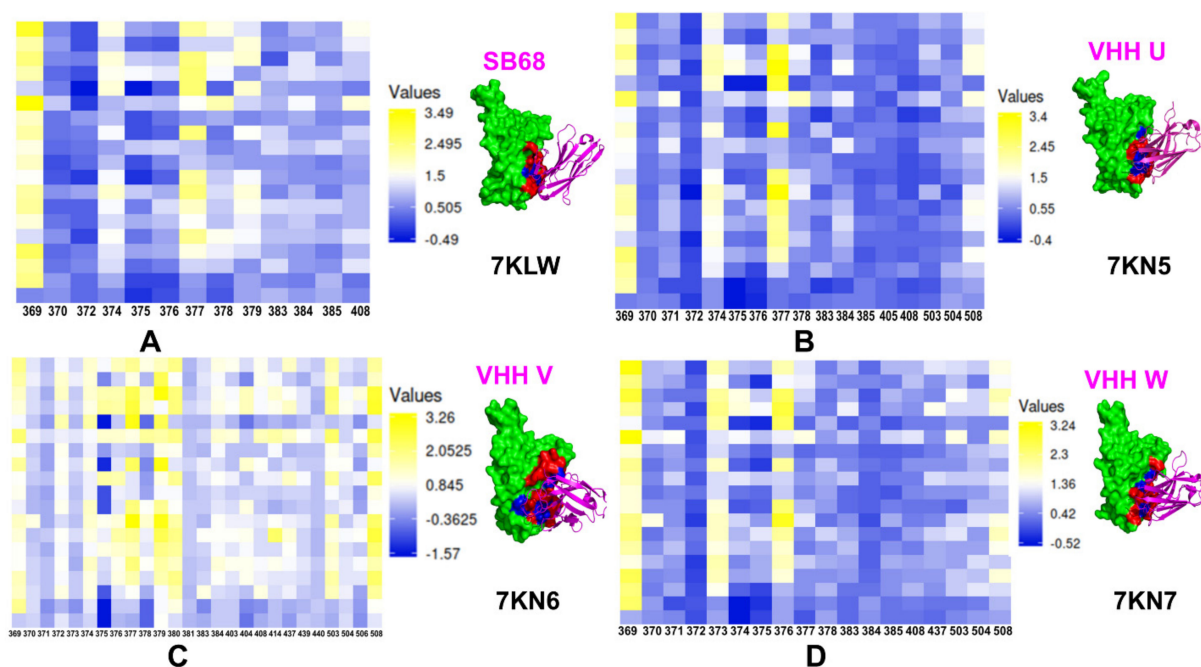 SB68
Values
3.49
2.495
1.5
0.505
-0.49
7KLW
369 370 372 374 375 376 377 378 379 383 384 385 408
A
VHH U
Values
3.4
2.45
1.5
0.55
-0.4
7KN5
369 370 371 372 374 375 376 377 378 383 384 385 405 408 503 504 508
B
VHH V
Values
3.26
2.0525
0.845
-0.3625
-1.57
7KN6
369 370 371 372 373 374 375 376 377 378 379 380 381 383 384 403 404 408 414 437 439 440 503 504 506 508
C
VHH W
Values
3.24
2.3
1.36
0.42
-0.52
7KN7
369 370 371 372 373 374 375 376 377 378 383 384 385 408 437 503 504 508
D